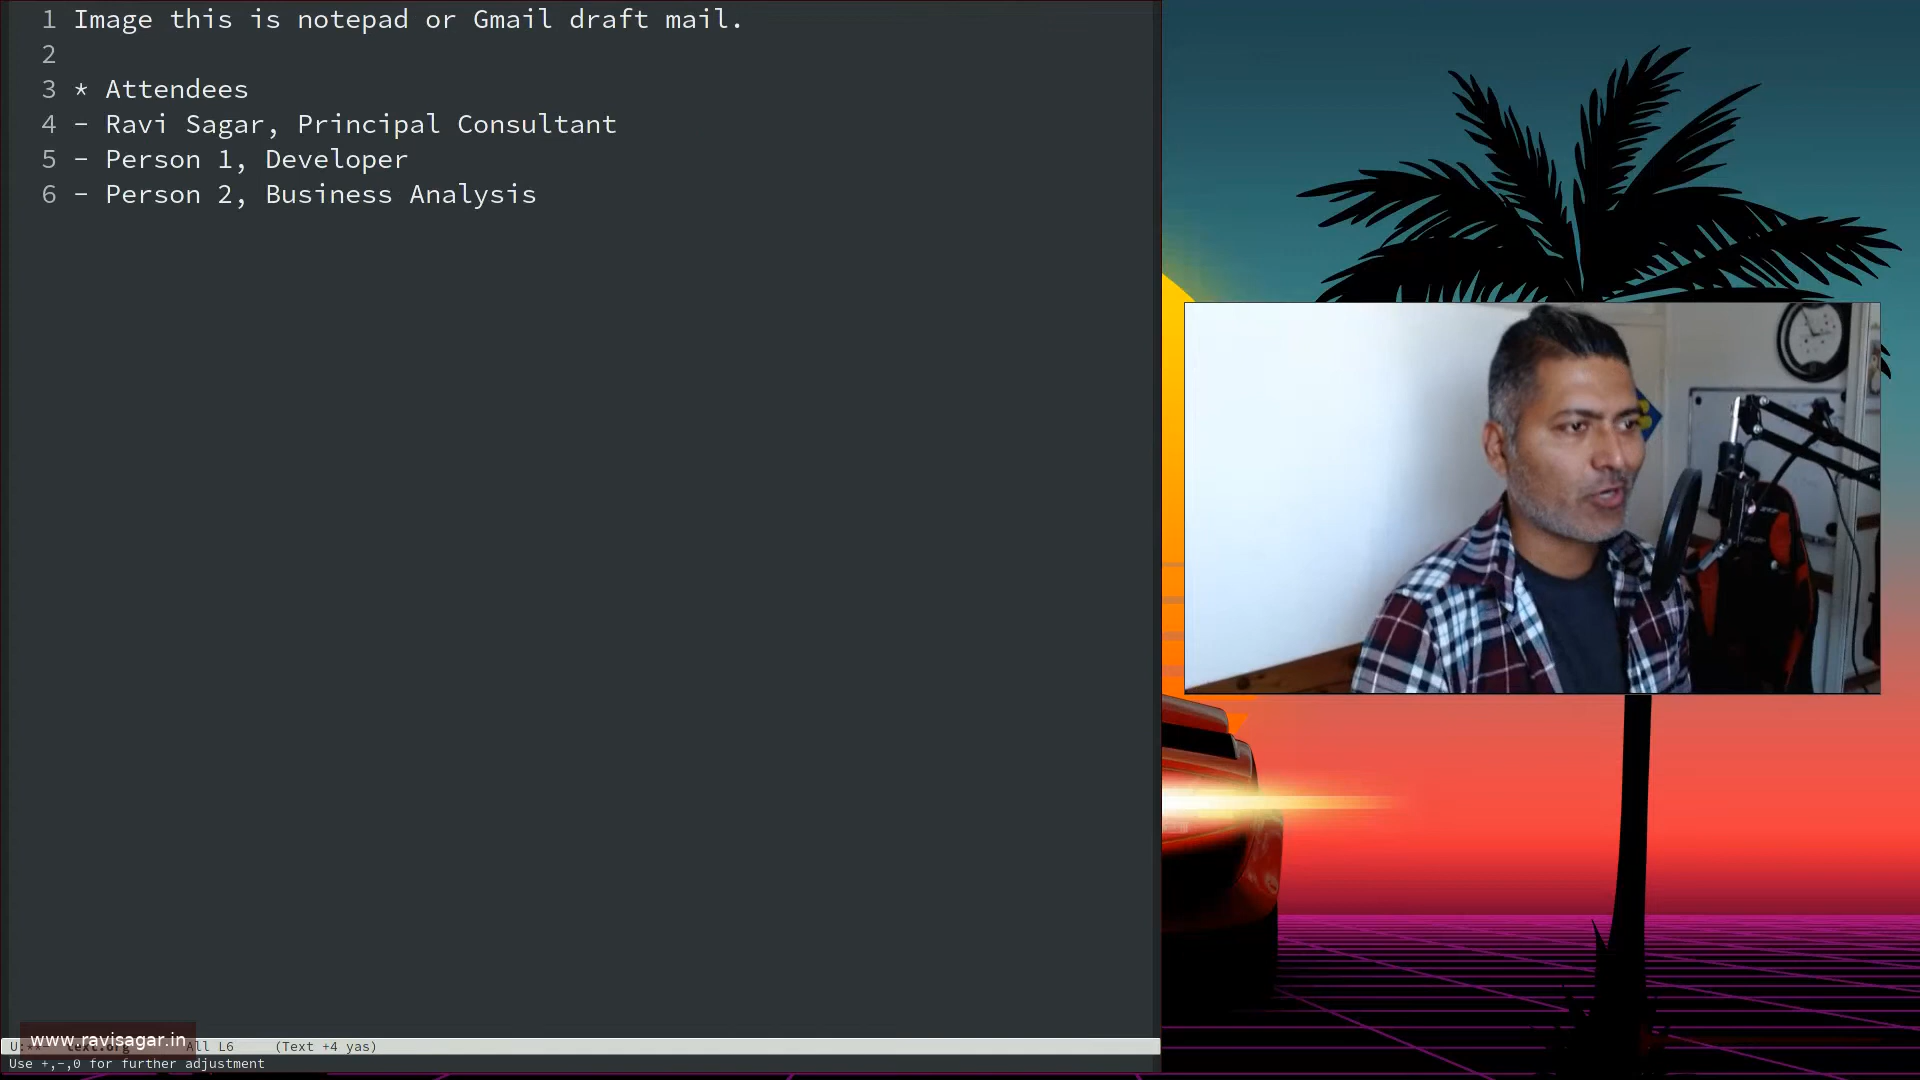 1 Image this is notepad or Gmail draft mail.
2
3 * Attendees
4 - Ravi Sagar, Principal Consultant
5 - Person 1, Developer
6 - Person 2, Business Analysis
www.ravisagar.in
All L6 (Text +4 yas)
Use +,-,0 for further adjustment